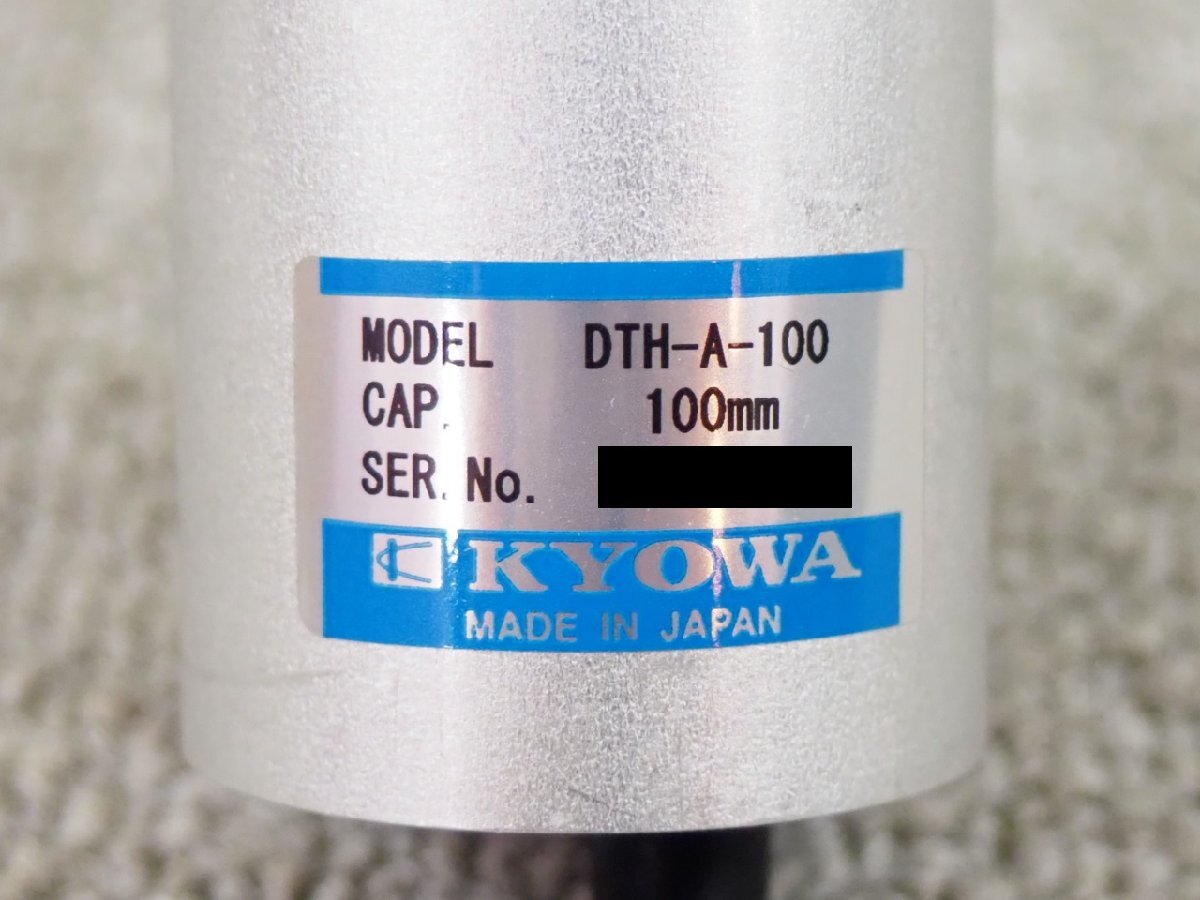 MODEL DTH-A-100
CAP. 100mm
SER. No.
KYOWA
MADE IN JAPAN